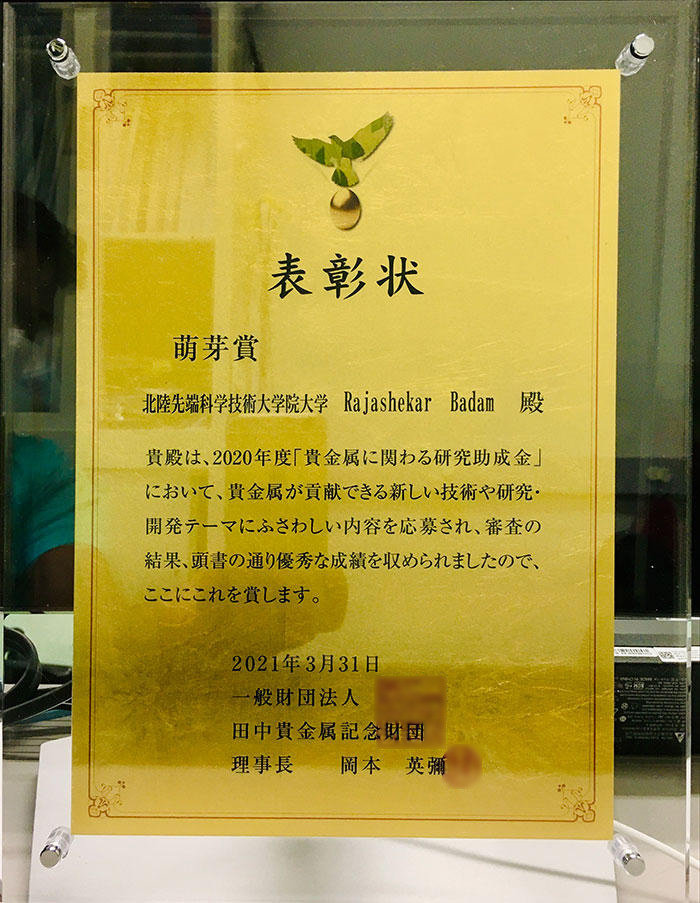 表彰状
萌芽賞
北陸先端科学技術大学院大学 Rajashekar Badam 殿
貴殿は、2020年度「貴金属に関わる研究助成金」
において、貴金属が貢献できる新しい技術や研究・
開発テーマにふさわしい内容を応募され、審査の
結果、頭書の通り優秀な成績を収められましたので、
ここにこれを賞します。
2021年3月31日
一般財団法人
田中貴金属記念財団
理事長 岡本 英彌